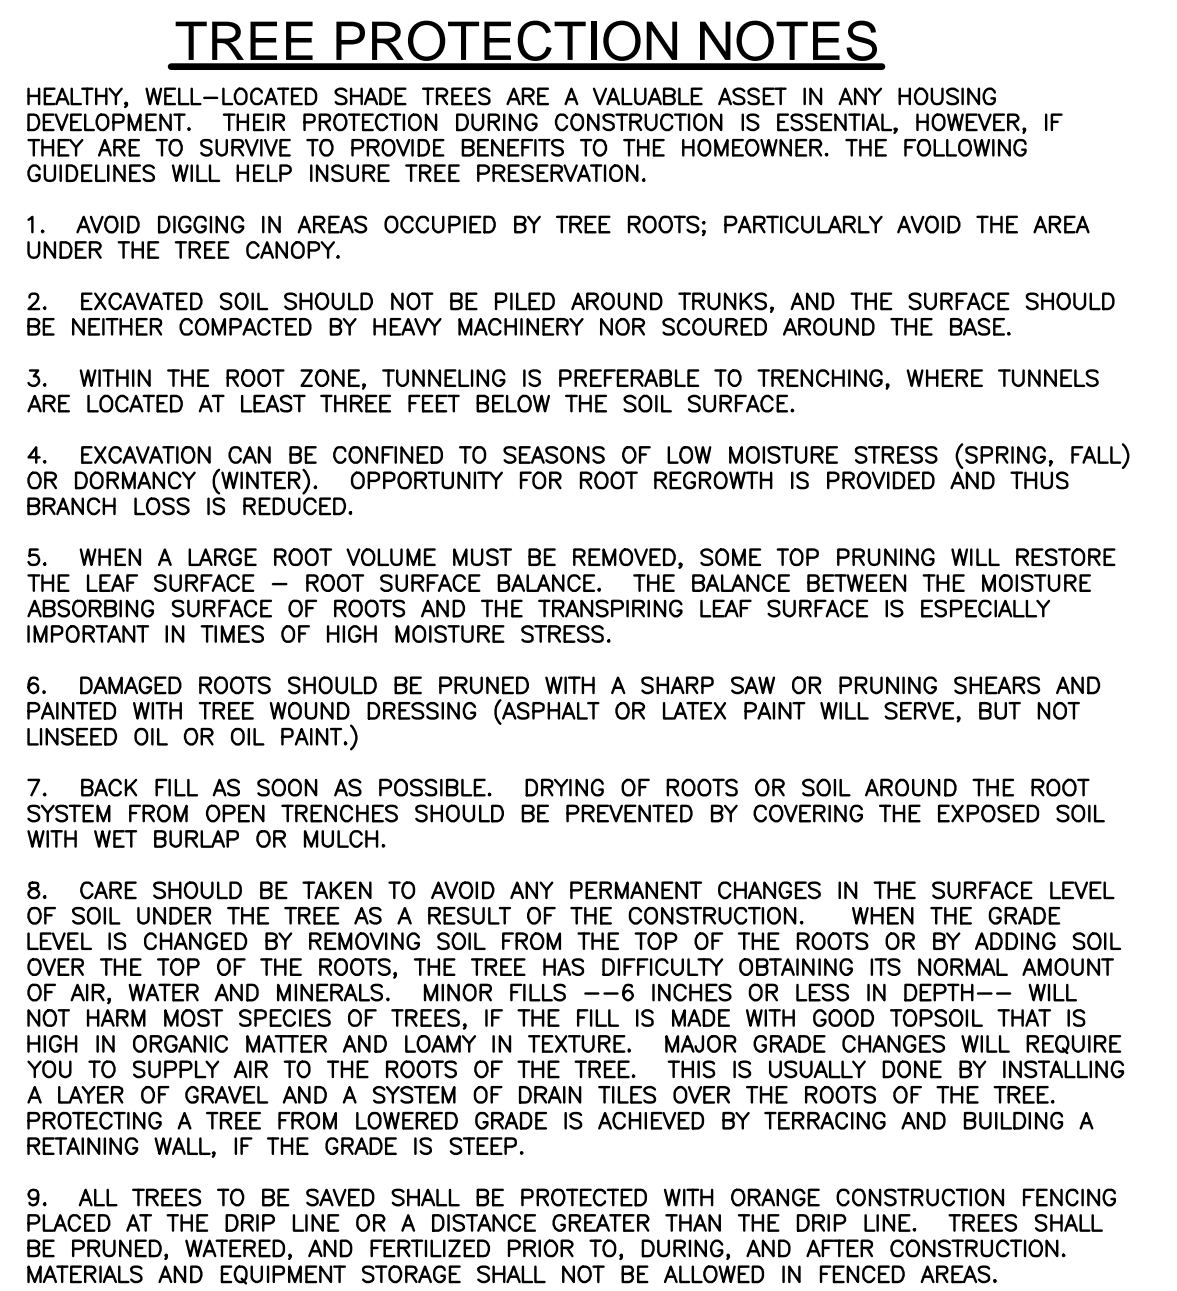 TREE PROTECTION NOTES
HEALTHY, WELL-LOCATED SHADE TREES ARE A VALUABLE ASSET IN ANY HOUSING
DEVELOPMENT. THEIR PROTECTION DURING CONSTRUCTION IS ESSENTIAL, HOWEVER, IF
THEY ARE TO SURVIVE TO PROVIDE BENEFITS TO THE HOMEOWNER. THE FOLLOWING
GUIDELINES WILL HELP INSURE TREE PRESERVATION.
1. AVOID DIGGING IN AREAS OCCUPIED BY TREE ROOTS; PARTICULARLY AVOID THE AREA
UNDER THE TREE CANOPY.
2. EXCAVATED SOIL SHOULD NOT BE PILED AROUND TRUNKS, AND THE SURFACE SHOULD
BE NEITHER COMPACTED BY HEAVY MACHINERY NOR SCOURED AROUND THE BASE.
3. WITHIN THE ROOT ZONE, TUNNELING IS PREFERABLE TO TRENCHING, WHERE TUNNELS
ARE LOCATED AT LEAST THREE FEET BELOW THE SOIL SURFACE.
4. EXCAVATION CAN BE CONFINED TO SEASONS OF LOW MOISTURE STRESS (SPRING, FALL)
OR DORMANCY (WINTER). OPPORTUNITY FOR ROOT REGROWTH IS PROVIDED AND THUS
BRANCH LOSS IS REDUCED.
5. WHEN A LARGE ROOT VOLUME MUST BE REMOVED, SOME TOP PRUNING WILL RESTORE
THE LEAF SURFACE - ROOT SURFACE BALANCE. THE BALANCE BETWEEN THE MOISTURE
ABSORBING SURFACE OF ROOTS AND THE TRANSPIRING LEAF SURFACE IS ESPECIALLY
IMPORTANT IN TIMES OF HIGH MOISTURE STRESS.
6. DAMAGED ROOTS SHOULD BE PRUNED WITH A SHARP SAW OR PRUNING SHEARS AND
PAINTED WITH TREE WOUND DRESSING (ASPHALT OR LATEX PAINT WILL SERVE, BUT NOT
LINSEED OIL OR OIL PAINT.)
7. BACK FILL AS SOON AS POSSIBLE. DRYING OF ROOTS OR SOIL AROUND THE ROOT
SYSTEM FROM OPEN TRENCHES SHOULD BE PREVENTED BY COVERING THE EXPOSED SOIL
WITH WET BURLAP OR MULCH.
8. CARE SHOULD BE TAKEN TO AVOID ANY PERMANENT CHANGES IN THE SURFACE LEVEL
OF SOIL UNDER THE TREE AS A RESULT OF THE CONSTRUCTION. WHEN THE GRADE
LEVEL IS CHANGED BY REMOVING SOIL FROM THE TOP OF THE ROOTS OR BY ADDING SOIL
OVER THE TOP OF THE ROOTS, THE TREE HAS DIFFICULTY OBTAINING ITS NORMAL AMOUNT
OF AIR, WATER AND MINERALS. MINOR FILLS --6 INCHES OR LESS IN DEPTH-- WILL
NOT HARM MOST SPECIES OF TREES, IF THE FILL IS MADE WITH GOOD TOPSOIL THAT IS
HIGH IN ORGANIC MATTER AND LOAMY IN TEXTURE. MAJOR GRADE CHANGES WILL REQUIRE
YOU TO SUPPLY AIR TO THE ROOTS OF THE TREE. THIS IS USUALLY DONE BY INSTALLING
A LAYER OF GRAVEL AND A SYSTEM OF DRAIN TILES OVER THE ROOTS OF THE TREE.
PROTECTING A TREE FROM LOWERED GRADE IS ACHIEVED BY TERRACING AND BUILDING A
RETAINING WALL, IF THE GRADE IS STEEP.
9. ALL TREES TO BE SAVED SHALL BE PROTECTED WITH ORANGE CONSTRUCTION FENCING
PLACED AT THE DRIP LINE OR A DISTANCE GREATER THAN THE DRIP LINE. TREES SHALL
BE PRUNED, WATERED, AND FERTILIZED PRIOR TO, DURING, AND AFTER CONSTRUCTION.
MATERIALS AND EQUIPMENT STORAGE SHALL NOT BE ALLOWED IN FENCED AREAS.